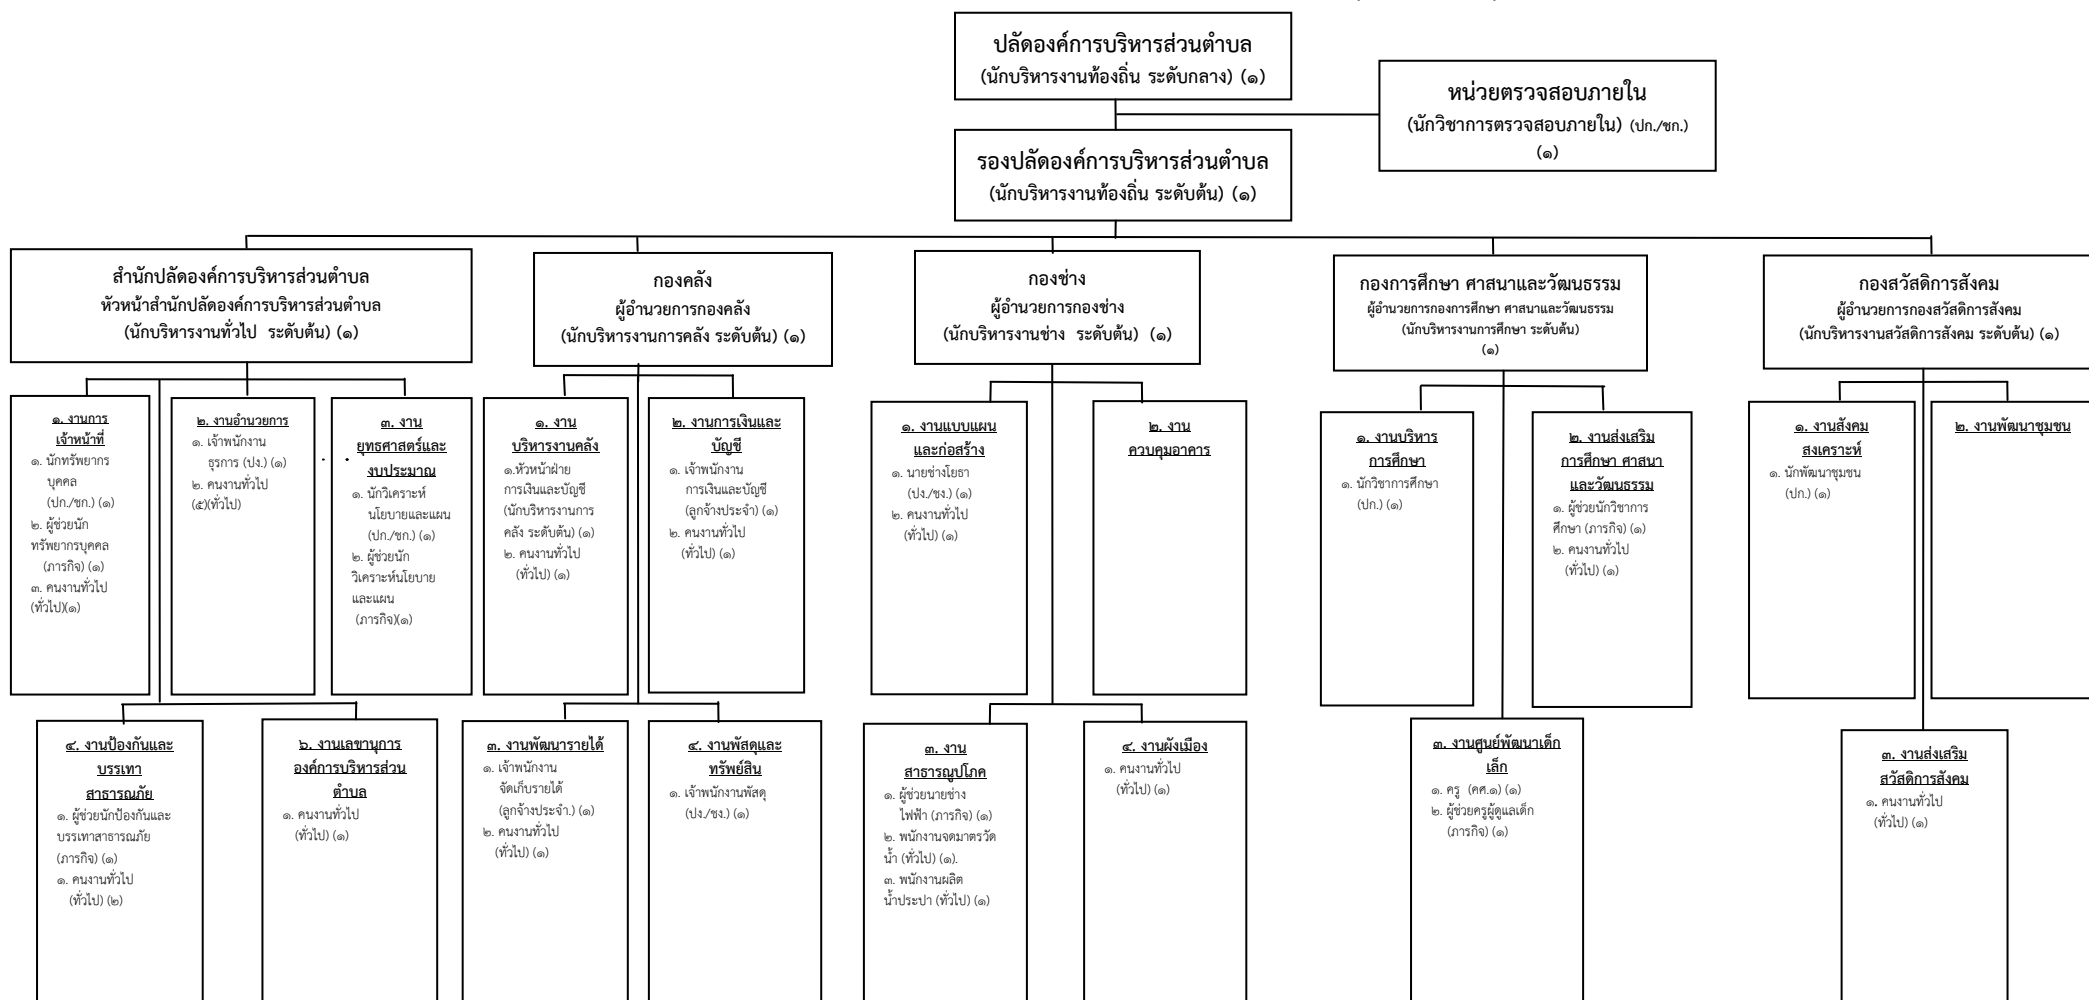 ปลัดองค์การบริหารส่วนตำบล
(นักบริหารงานท้องถิ่น ระดับกลาง) (๑)
หน่วยตรวจสอบภายใน
(นักวิชาการตรวจสอบภายใน) (ปก./ชก.)
(๑)
รองปลัดองค์การบริหารส่วนตำบล
(นักบริหารงานท้องถิ่น ระดับต้น) (๑)
สำนักปลัดองค์การบริหารส่วนตำบล
หัวหน้าสำนักปลัดองค์การบริหารส่วนตำบล
(นักบริหารงานทั่วไป ระดับต้น) (๑)
กองคลัง
ผู้อำนวยการกองคลัง
(นักบริหารงานการคลัง ระดับต้น) (๑)
กองช่าง
ผู้อำนวยการกองช่าง
(นักบริหารงานช่าง ระดับต้น) (๑)
กองการศึกษา ศาสนาและวัฒนธรรม
ผู้อำนวยการกองการศึกษา ศาสนาและวัฒนธรรม
(นักบริหารงานการศึกษา ระดับต้น)
(๑)
กองสวัสดิการสังคม
ผู้อำนวยการกองสวัสดิการสังคม
(นักบริหารงานสวัสดิการสังคม ระดับต้น) (๑)
๑. งานการ
เจ้าหน้าที่
๑. นักทรัพยากร
บุคคล
(ปก./ชก.) (๑)
๒. ผู้ช่วยนัก
ทรัพยากรบุคคล
(ภารกิจ) (๑)
๓. คนงานทั่วไป
(ทั่วไป)(๑)
๒. งานอำนวยการ
๑. เจ้าพนักงาน
ธุรการ (ปง.) (๑)
๒. คนงานทั่วไป
(๕)(ทั่วไป)
๓. งาน
ยุทธศาสตร์และ
งบประมาณ
๑. นักวิเคราะห์
นโยบายและแผน
(ปก./ชก.) (๑)
๒. ผู้ช่วยนัก
วิเคราะห์นโยบาย
และแผน
(ภารกิจ)(๑)
๑. งาน
บริหารงานคลัง
๑.หัวหน้าฝ่าย
การเงินและบัญชี
(นักบริหารงานการ
คลัง ระดับต้น) (๑)
๒. คนงานทั่วไป
(ทั่วไป) (๑)
๒. งานการเงินและ
บัญชี
๑. เจ้าพนักงาน
การเงินและบัญชี
(ลูกจ้างประจำ) (๑)
๒. คนงานทั่วไป
(ทั่วไป) (๑)
๑. งานแบบแผน
และก่อสร้าง
๑. นายช่างโยธา
(ปง./ชง.) (๑)
๒. คนงานทั่วไป
(ทั่วไป) (๑)
๒. งาน
ควบคุมอาคาร
๑. งานบริหาร
การศึกษา
๑. นักวิชาการศึกษา
(ปก.) (๑)
๒. งานส่งเสริม
การศึกษา ศาสนา
และวัฒนธรรม
๑. ผู้ช่วยนักวิชาการ
ศึกษา (ภารกิจ) (๑)
๒. คนงานทั่วไป
(ทั่วไป) (๑)
๑. งานสังคม
สงเคราะห์
๑. นักพัฒนาชุมชน
(ปก.) (๑)
๒. งานพัฒนาชุมชน
๔. งานป้องกันและ
บรรเทา
สาธารณภัย
๑. ผู้ช่วยนักป้องกันและ
บรรเทาสาธารณภัย
(ภารกิจ) (๑)
๑. คนงานทั่วไป
(ทั่วไป) (๒)
๖. งานเลขานุการ
องค์การบริหารส่วน
ตำบล
๑. คนงานทั่วไป
(ทั่วไป) (๑)
๓. งานพัฒนารายได้
๑. เจ้าพนักงาน
จัดเก็บรายได้
(ลูกจ้างประจำ.) (๑)
๒. คนงานทั่วไป
(ทั่วไป) (๑)
๔. งานพัสดุและ
ทรัพย์สิน
๑. เจ้าพนักงานพัสดุ
(ปง./ชง.) (๑)
๓. งาน
สาธารณูปโภค
๑. ผู้ช่วยนายช่าง
ไฟฟ้า (ภารกิจ) (๑)
๒. พนักงานจดมาตรวัด
น้ำ (ทั่วไป) (๑).
๓. พนักงานผลิต
น้ำประปา (ทั่วไป) (๑)
๔. งานผังเมือง
๑. คนงานทั่วไป
(ทั่วไป) (๑)
๓. งานศูนย์พัฒนาเด็ก
เล็ก
๑. ครู (คศ.๑) (๑)
๒. ผู้ช่วยครูผู้ดูแลเด็ก
(ภารกิจ) (๑)
๓. งานส่งเสริม
สวัสดิการสังคม
๑. คนงานทั่วไป
(ทั่วไป) (๑)